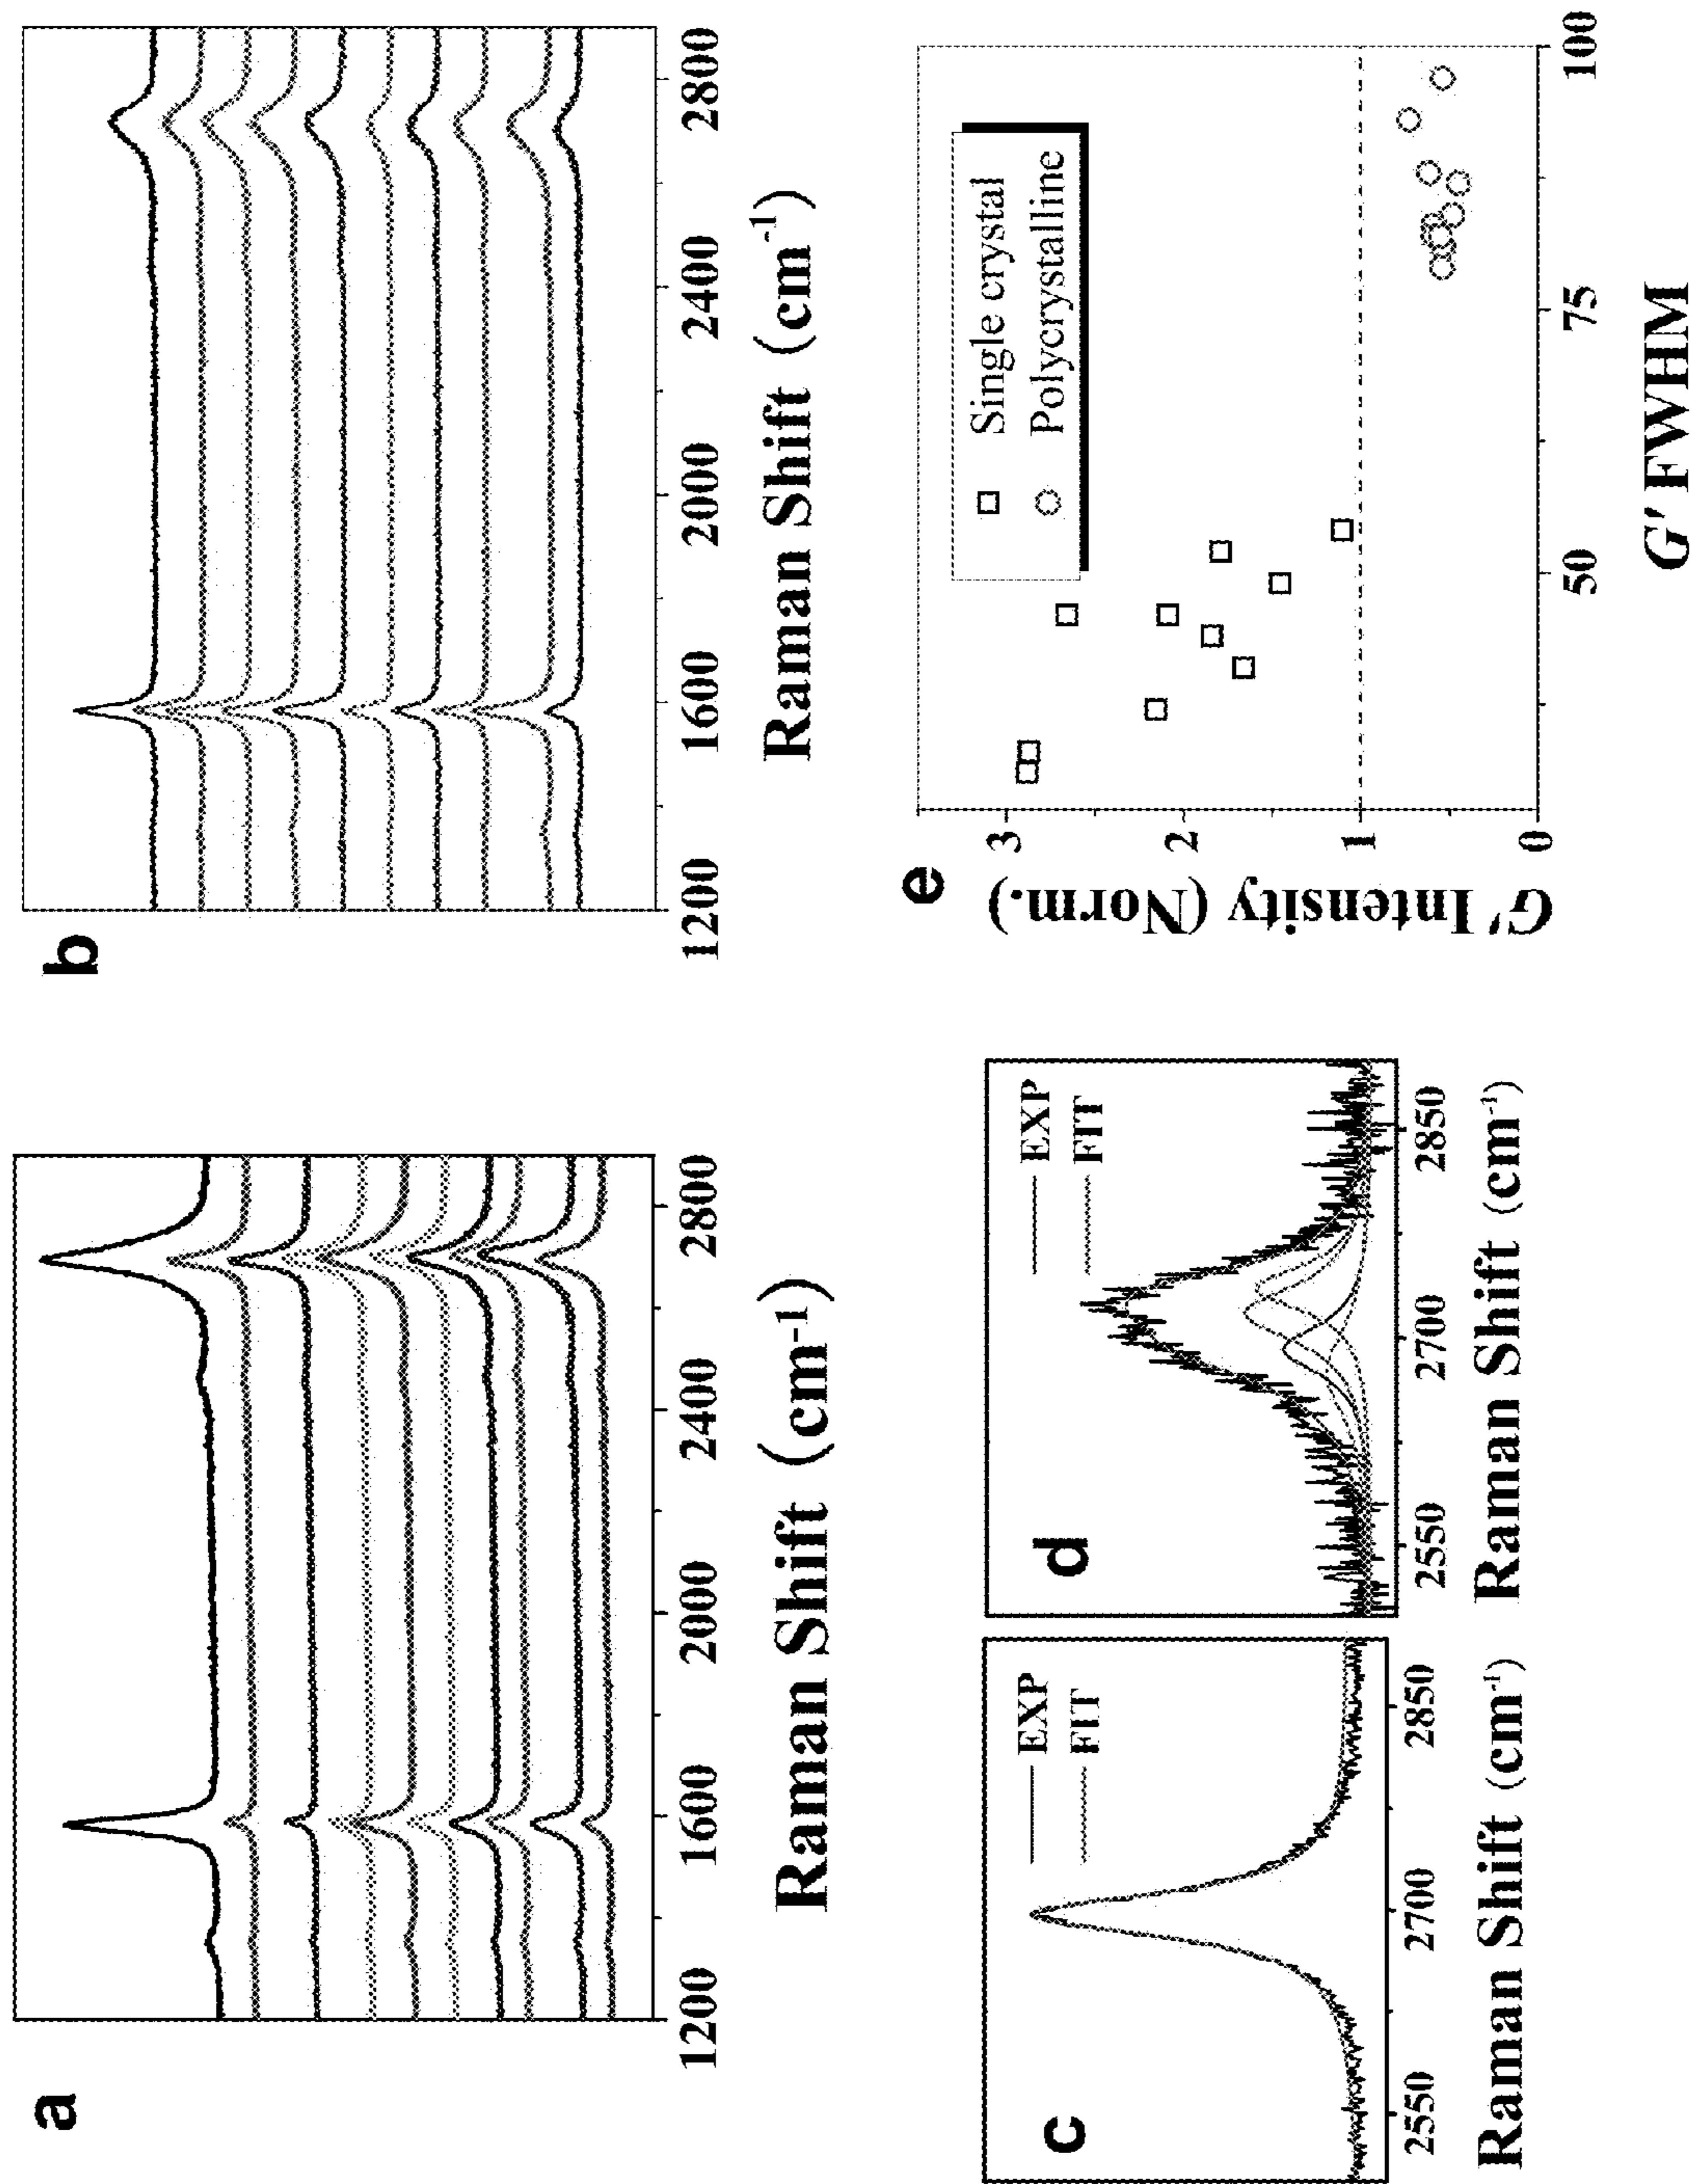 a
1200 1600 2000 2400 2800
Raman Shift (cm-1)
b
1200 1600 2000 2400 2800
Raman Shift (cm-1)
c
EXP
FIT
2550 2700 2850
Raman Shift (cm-1)
d
EXP
FIT
2550 2700 2850
Raman Shift (cm-1)
e
G' Intensity (Norm.)
3
2
1
0
Single crystal
Polycrystalline
50 75 100
G' FWHM